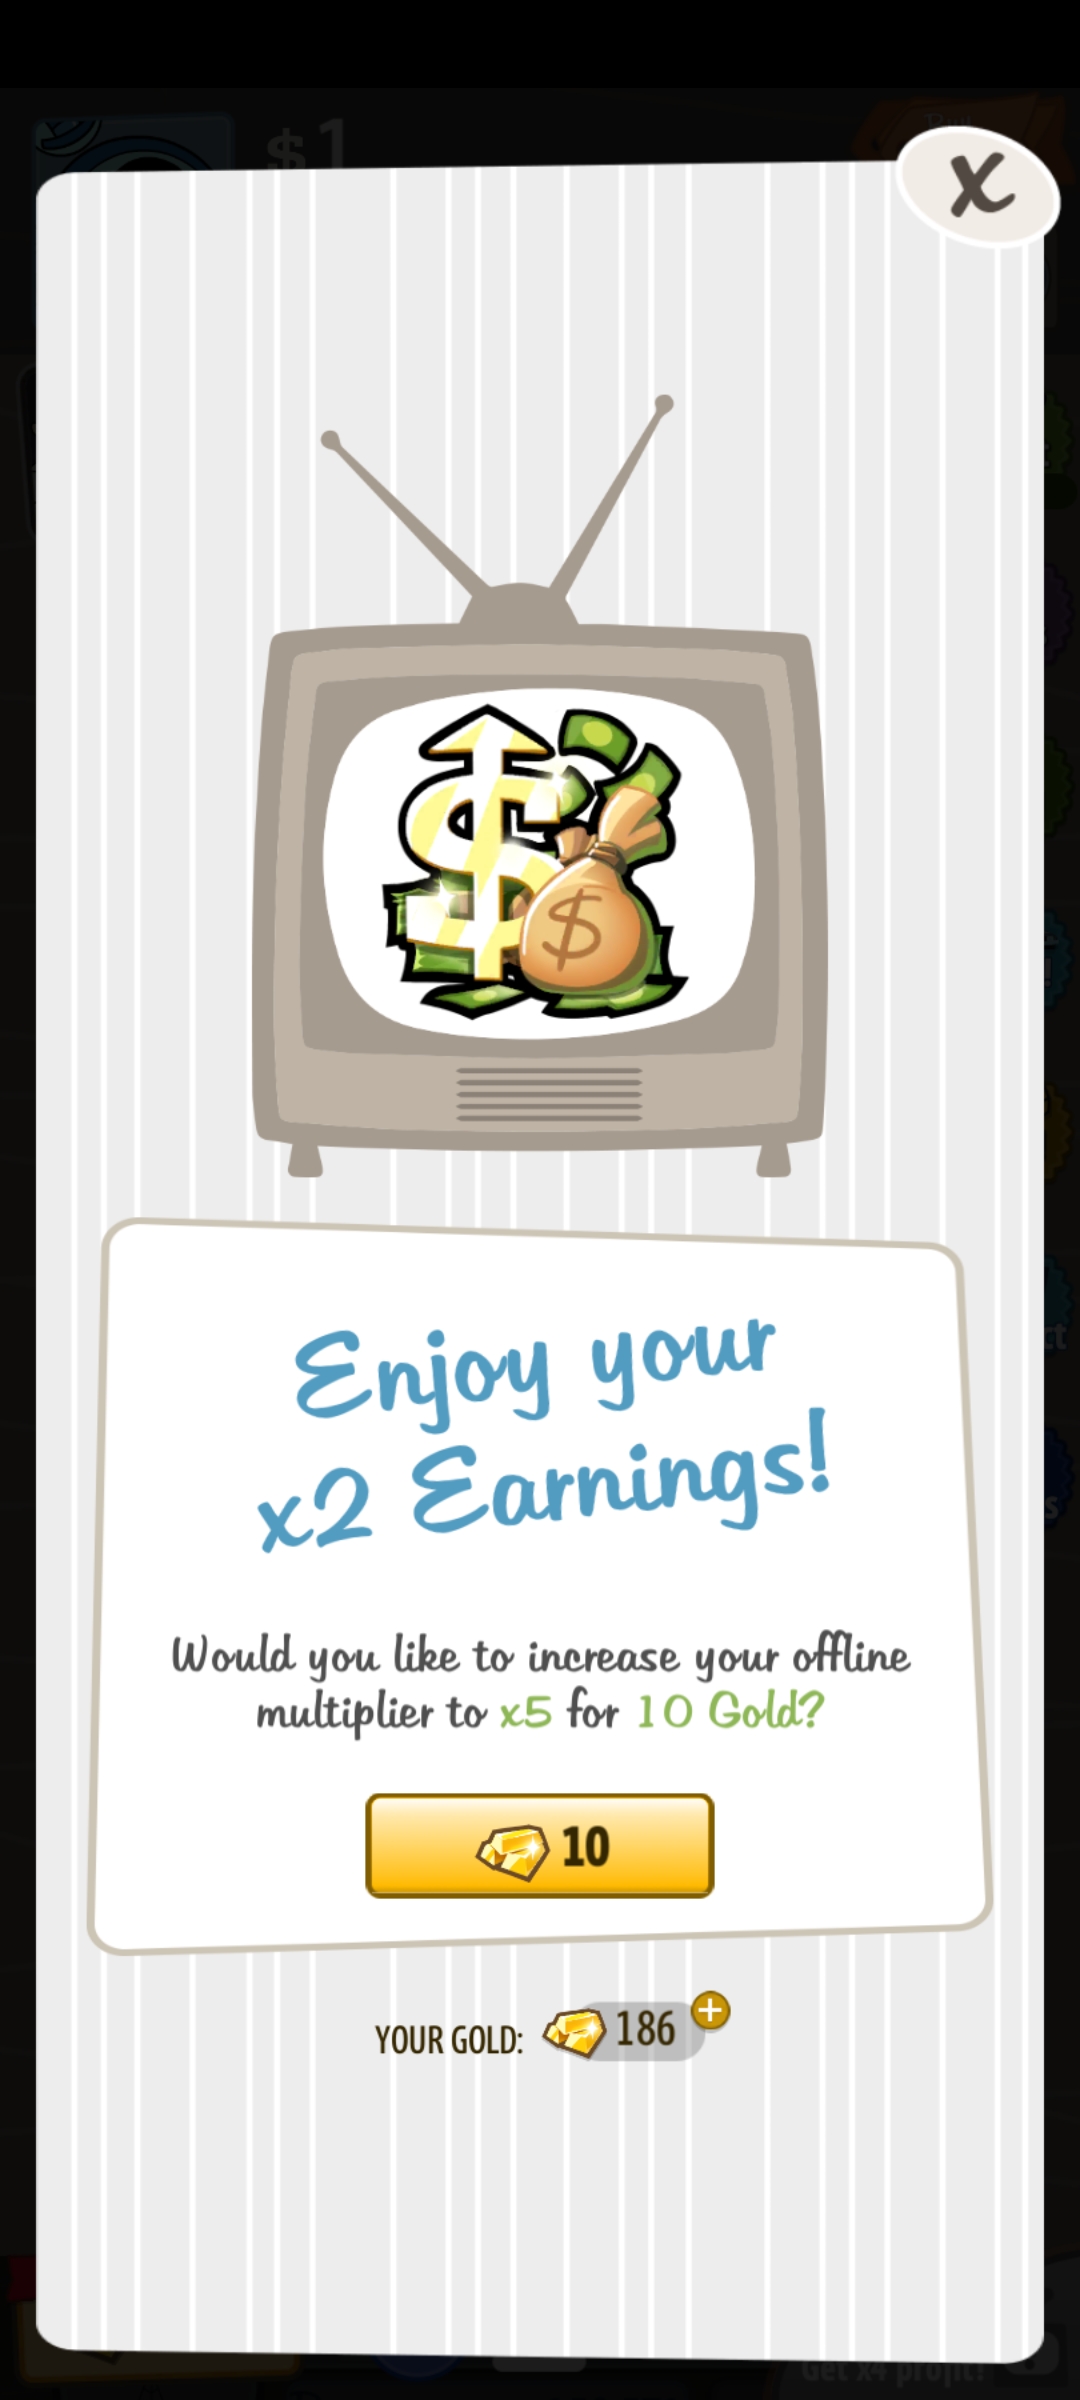 $1
Buy
X
$
Enjoy your
x2 Earnings!
Would you like to increase your offline
multiplier to x5 for 10 Gold?
10
YOUR GOLD: 186 +
Get x4 profit!